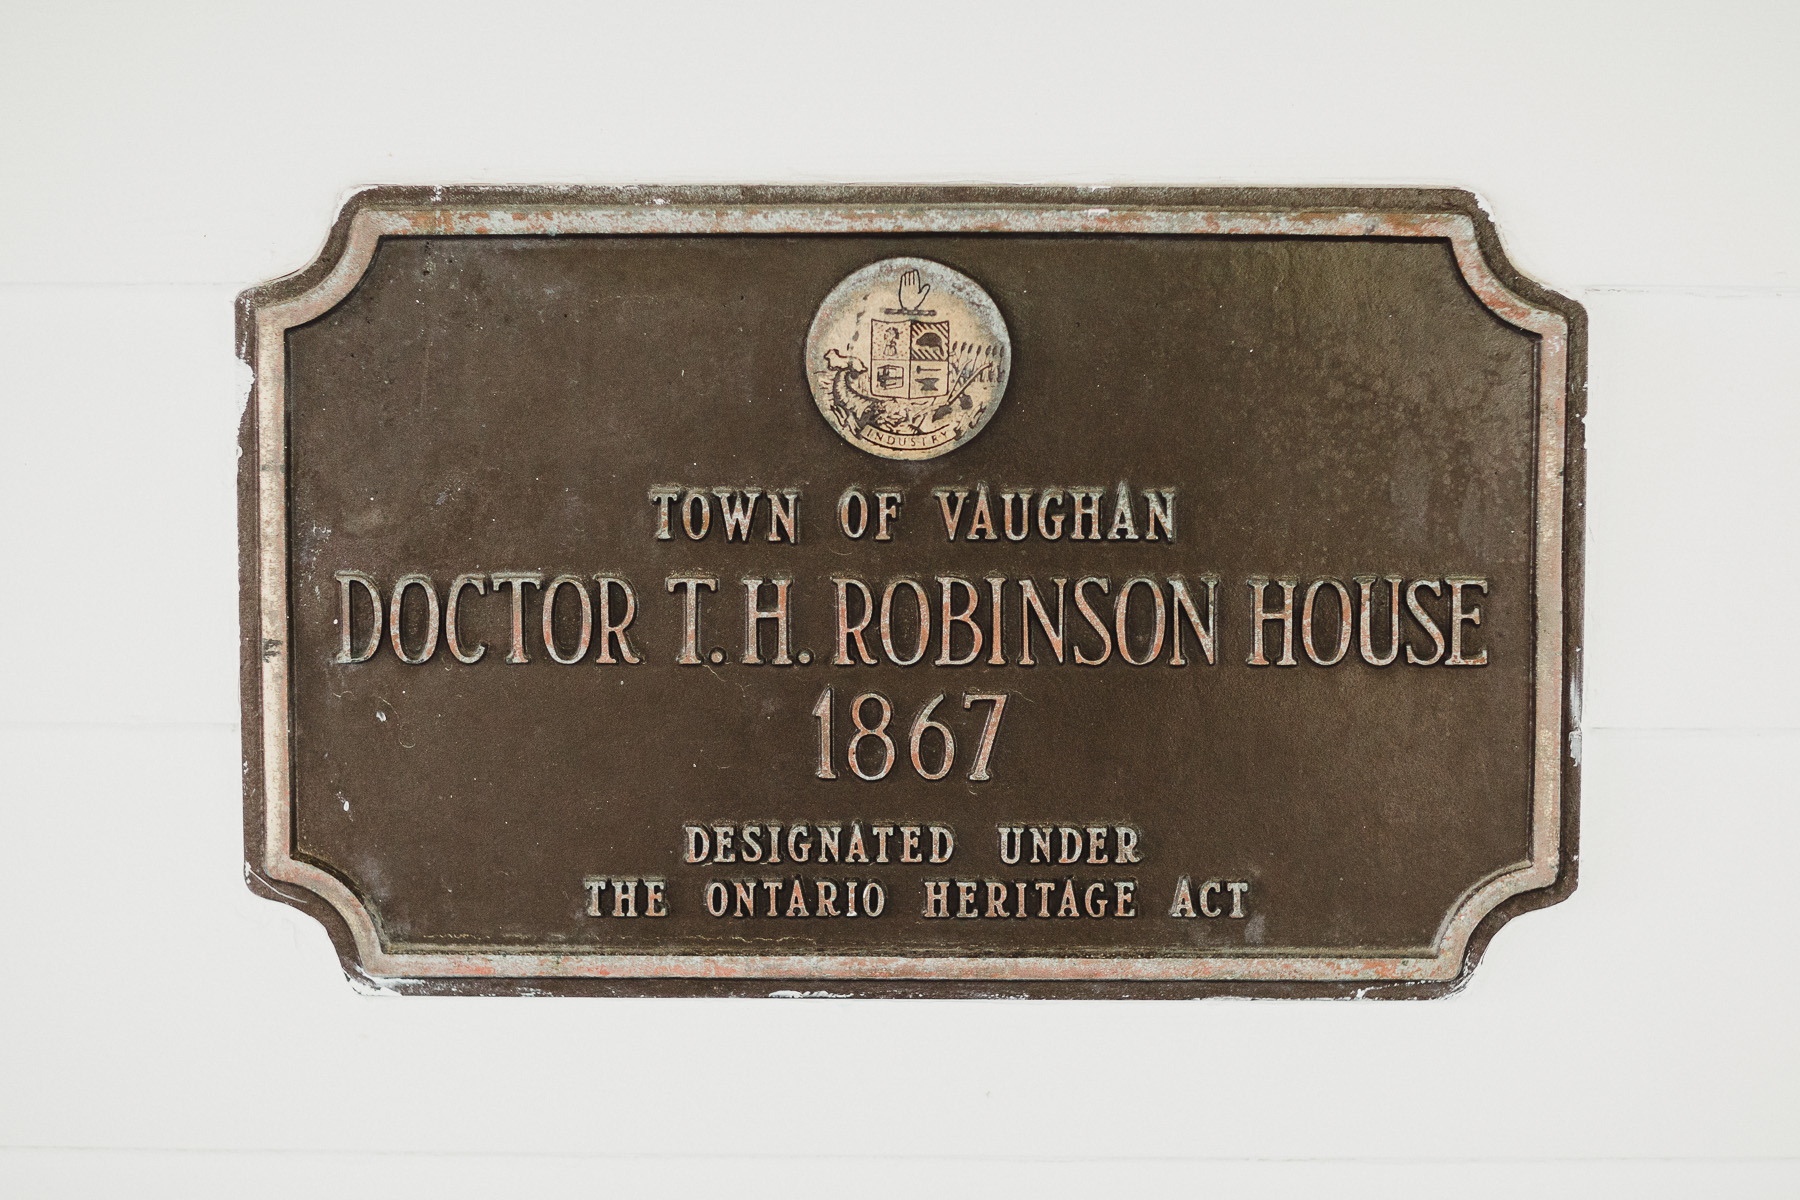 INDUSTRY
TOWN OF VAUGHAN
DOCTOR T.H. ROBINSON HOUSE
1867
DESIGNATED UNDER
THE ONTARIO HERITAGE ACT